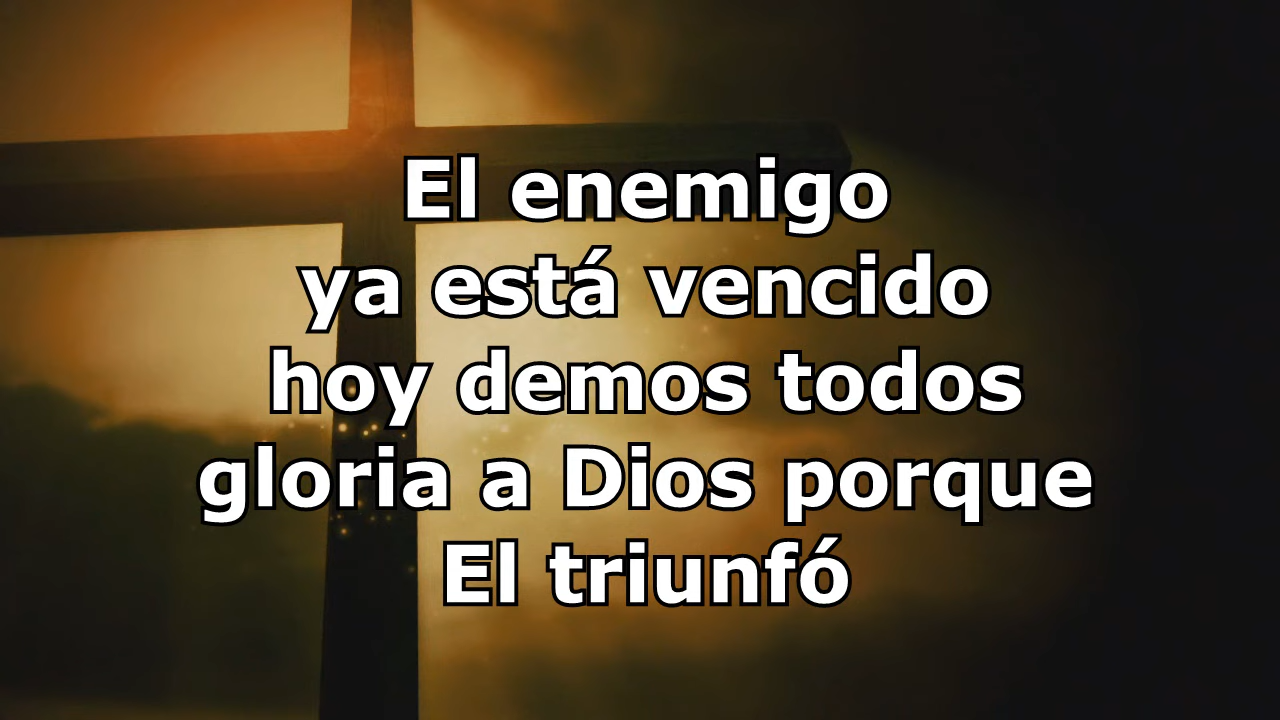 El enemigo
ya está vencido
hoy demos todos
gloria a Dios porque
El triunfó